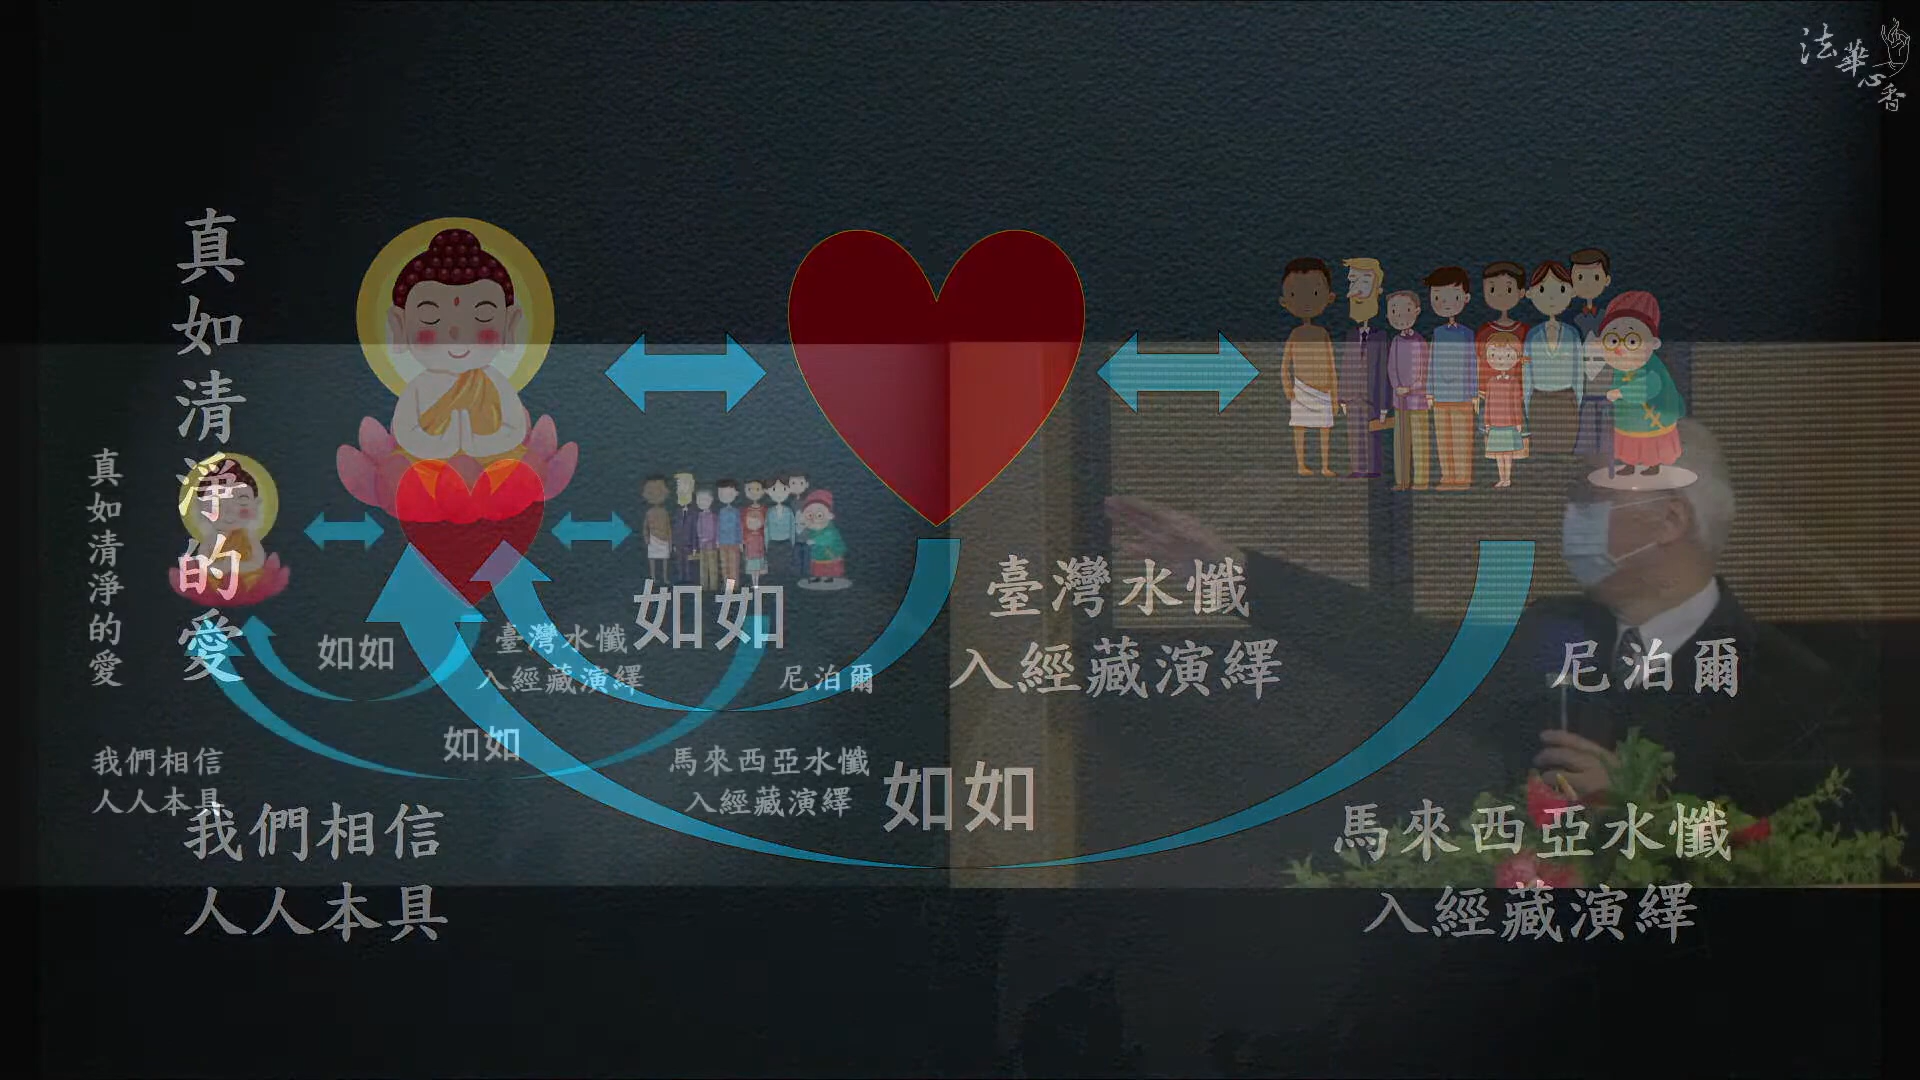 法華心香
真如清淨的愛
如如
臺灣水懺
入經藏演繹
尼泊爾
如如
我們相信
人人本具
馬來西亞水懺
入經藏演繹
真如清淨的愛
如如
臺灣水懺
入經藏演繹
尼泊爾
如如
我們相信
人人本具
馬來西亞水懺
入經藏演繹